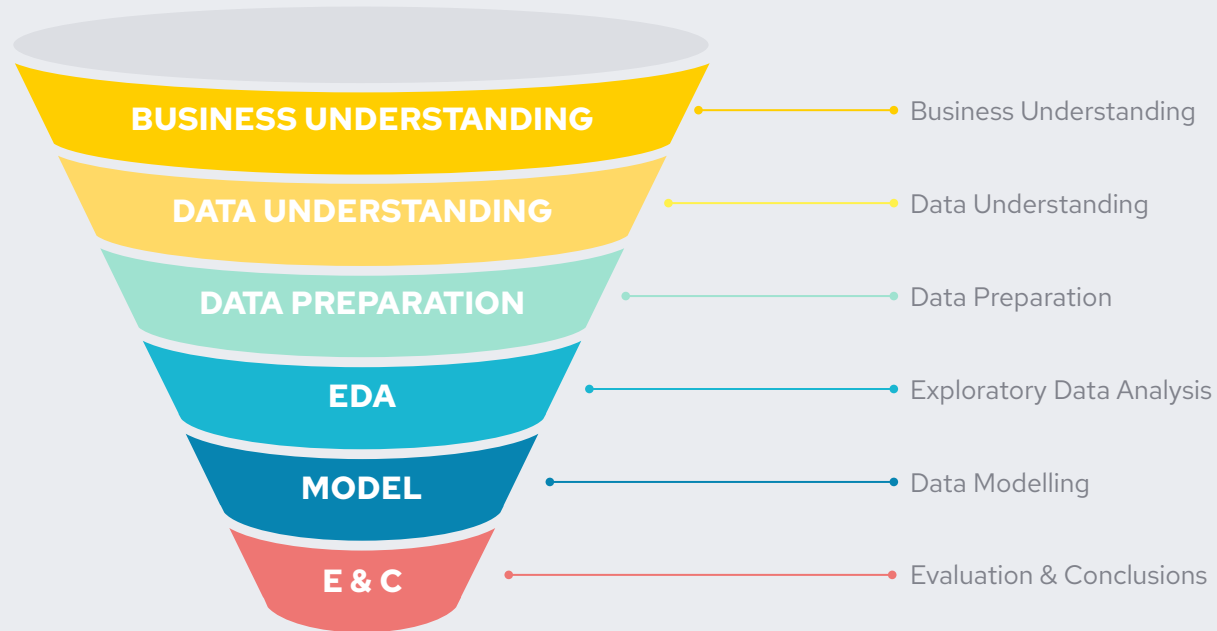 BUSINESS UNDERSTANDING
Business Understanding
DATA UNDERSTANDING
Data Understanding
DATA PREPARATION
Data Preparation
EDA
Exploratory Data Analysis
MODEL
Data Modelling
E & C
Evaluation & Conclusions